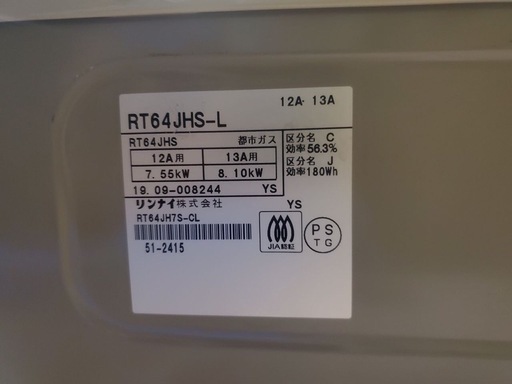 12A・13A
RT64JHS-L
RT64JHS 都市ガス
12A用 13A用
7.55kW 8.10kW
19.09-008244 YS
区分名 C
効率56.3%
区分名 J
効率180Wh
リンナイ株式会社 YS
RT64JH7S-CL
51-2415
JIA認証
PS
TG